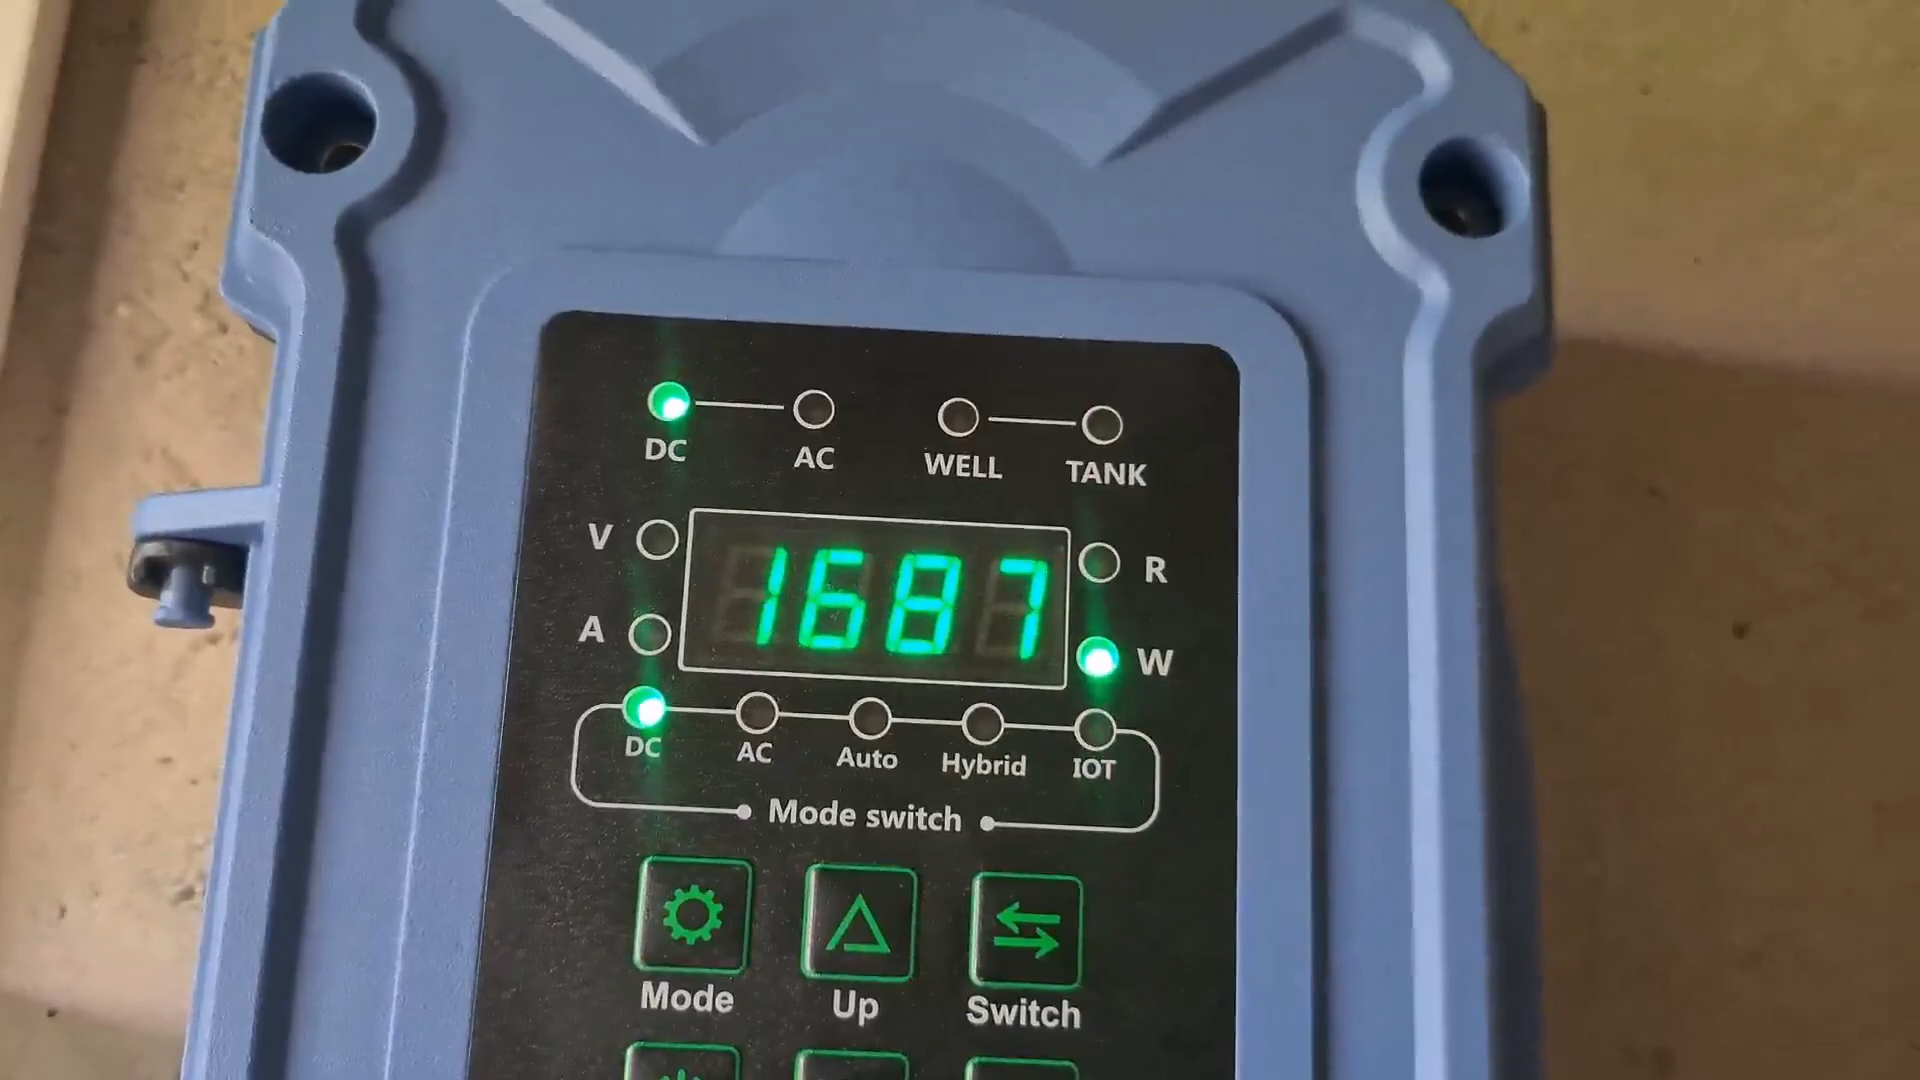 DC AC WELL TANK
V 1687 R
A W
DC AC Auto Hybrid IOT
Mode switch
Mode Up Switch